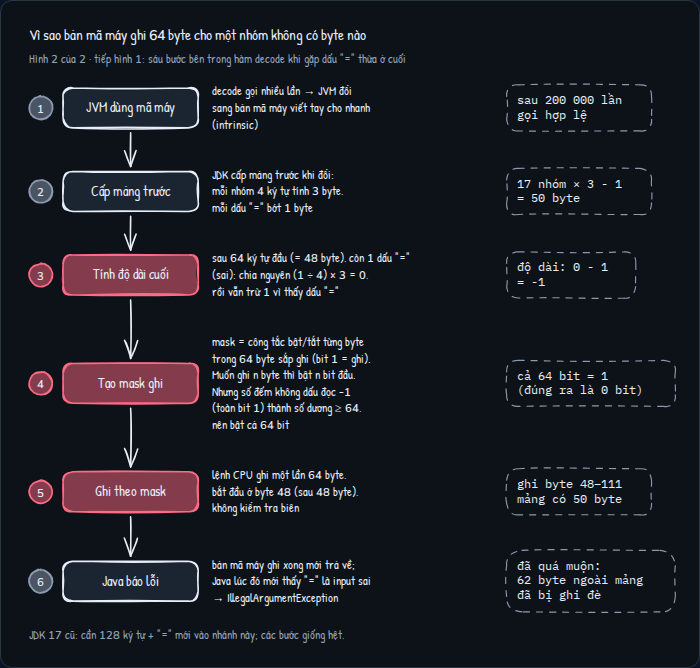 Vì sao bản mã máy ghi 64 byte cho một nhóm không có byte nào
Hình 2 của 2 · tiếp hình 1: sáu bước bên trong hàm decode khi gặp dấu "=" thừa ở cuối
1
JVM dùng mã máy
decode gọi nhiều lần → JVM đổi
sang bản mã máy viết tay cho nhanh
(intrinsic)
sau 200 000 lần
gọi hợp lệ
2
Cấp mảng trước
JDK cấp mảng trước khi đổi:
mỗi nhóm 4 ký tự tính 3 byte.
mỗi dấu "=" bớt 1 byte
17 nhóm × 3 - 1
= 50 byte
3
Tính độ dài cuối
sau 64 ký tự đầu (= 48 byte). còn 1 dấu "="
(sai): chia nguyên (1 ÷ 4) × 3 = 0.
rồi vẫn trừ 1 vì thấy dấu "="
độ dài: 0 - 1
= -1
4
Tạo mask ghi
mask = công tắc bật/tắt từng byte
trong 64 byte sắp ghi (bit 1 = ghi).
Muốn ghi n byte thì bật n bit đầu.
Nhưng số đếm không dấu đọc -1
(toàn bit 1) thành số dương ≥ 64.
nên bật cả 64 bit
cả 64 bit = 1
(đúng ra là 0 bit)
5
Ghi theo mask
lệnh CPU ghi một lần 64 byte.
bắt đầu ở byte 48 (sau 48 byte).
không kiểm tra biên
ghi byte 48–111
mảng có 50 byte
6
Java báo lỗi
bản mã máy ghi xong mới trả về;
Java lúc đó mới thấy "=" là input sai
→ IllegalArgumentException
đã quá muộn:
62 byte ngoài mảng
đã bị ghi đè
JDK 17 cũ: cần 128 ký tự + "=" mới vào nhánh này; các bước giống hệt.